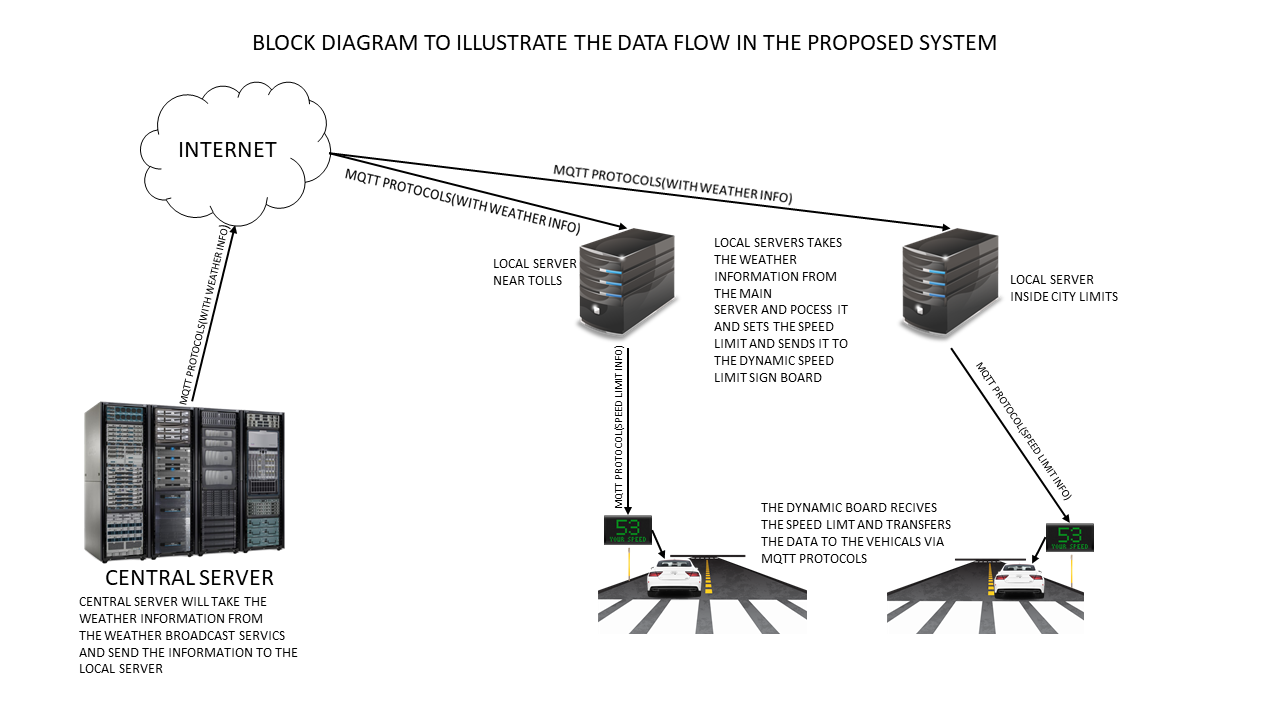 BLOCK DIAGRAM TO ILLUSTRATE THE DATA FLOW IN THE PROPOSED SYSTEM
INTERNET
MQTT PROTOCOLS(WITH WEATHER INFO)
MQTT PROTOCOLS(WITH WEATHER INFO)
MQTT PROTOCOLS(WITH WEATHER INFO)
LOCAL SERVER
NEAR TOLLS
LOCAL SERVERS TAKES
THE WEATHER
INFORMATION FROM
THE MAIN
SERVER AND POCESS IT
AND SETS THE SPEED
LIMIT AND SENDS IT TO
THE DYNAMIC SPEED
LIMIT SIGN BOARD
LOCAL SERVER
INSIDE CITY LIMITS
MQTT PROTOCOL(SPEED LIMIT INFO)
MQTT PROTOCOL(SPEED LIMIT INFO)
53
YOUR SPEED
THE DYNAMIC BOARD RECIVES
THE SPEED LIMT AND TRANSFERS
THE DATA TO THE VEHICALS VIA
MQTT PROTOCOLS
53
YOUR SPEED
CENTRAL SERVER
CENTRAL SERVER WILL TAKE THE
WEATHER INFORMATION FROM
THE WEATHER BROADCAST SERVICS
AND SEND THE INFORMATION TO THE
LOCAL SERVER